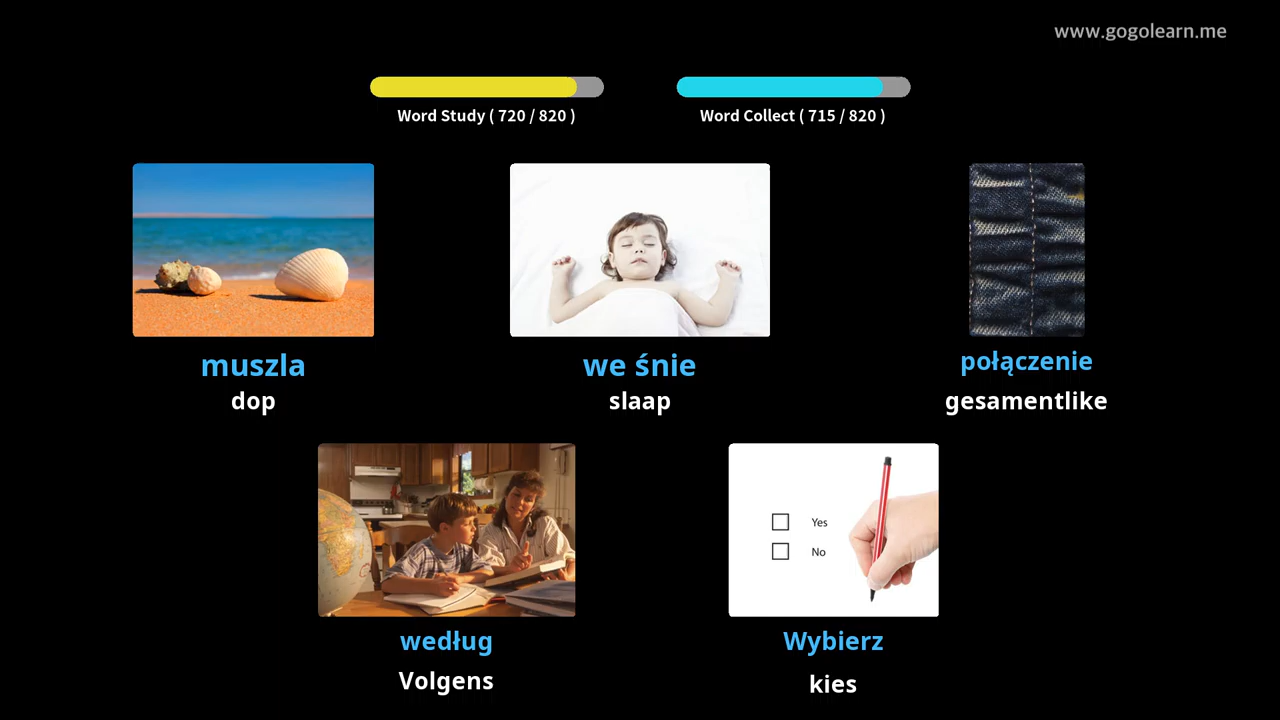 www.gogolearn.me
Word Study ( 720 / 820 )
Word Collect ( 715 / 820 )
muszla
dop
we śnie
slaap
połączenie
gesamentlike
według
Volgens
Yes
No
Wybierz
kies